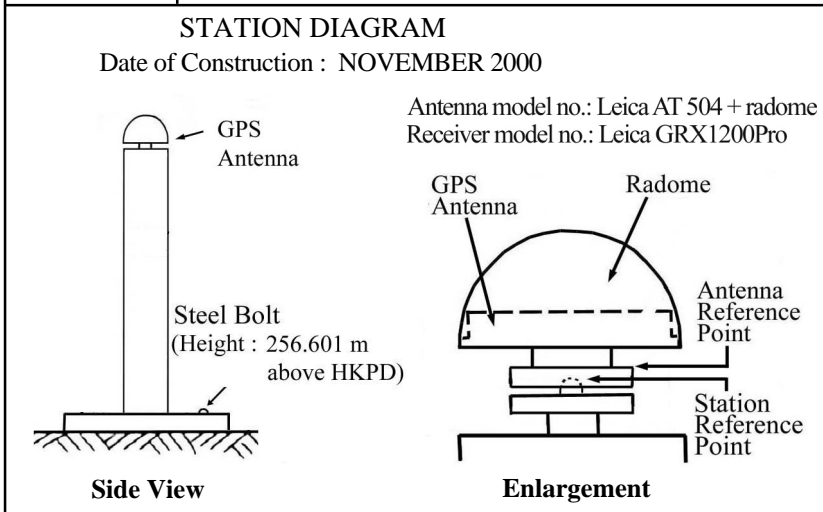 STATION DIAGRAM
Date of Construction : NOVEMBER 2000
GPS
Antenna
Steel Bolt
(Height : 256.601 m
above HKPD)
Side View
Antenna model no.: Leica AT 504 + radome
Receiver model no.: Leica GRX1200Pro
GPS
Antenna
Radome
Antenna
Reference
Point
Station
Reference
Point
Enlargement